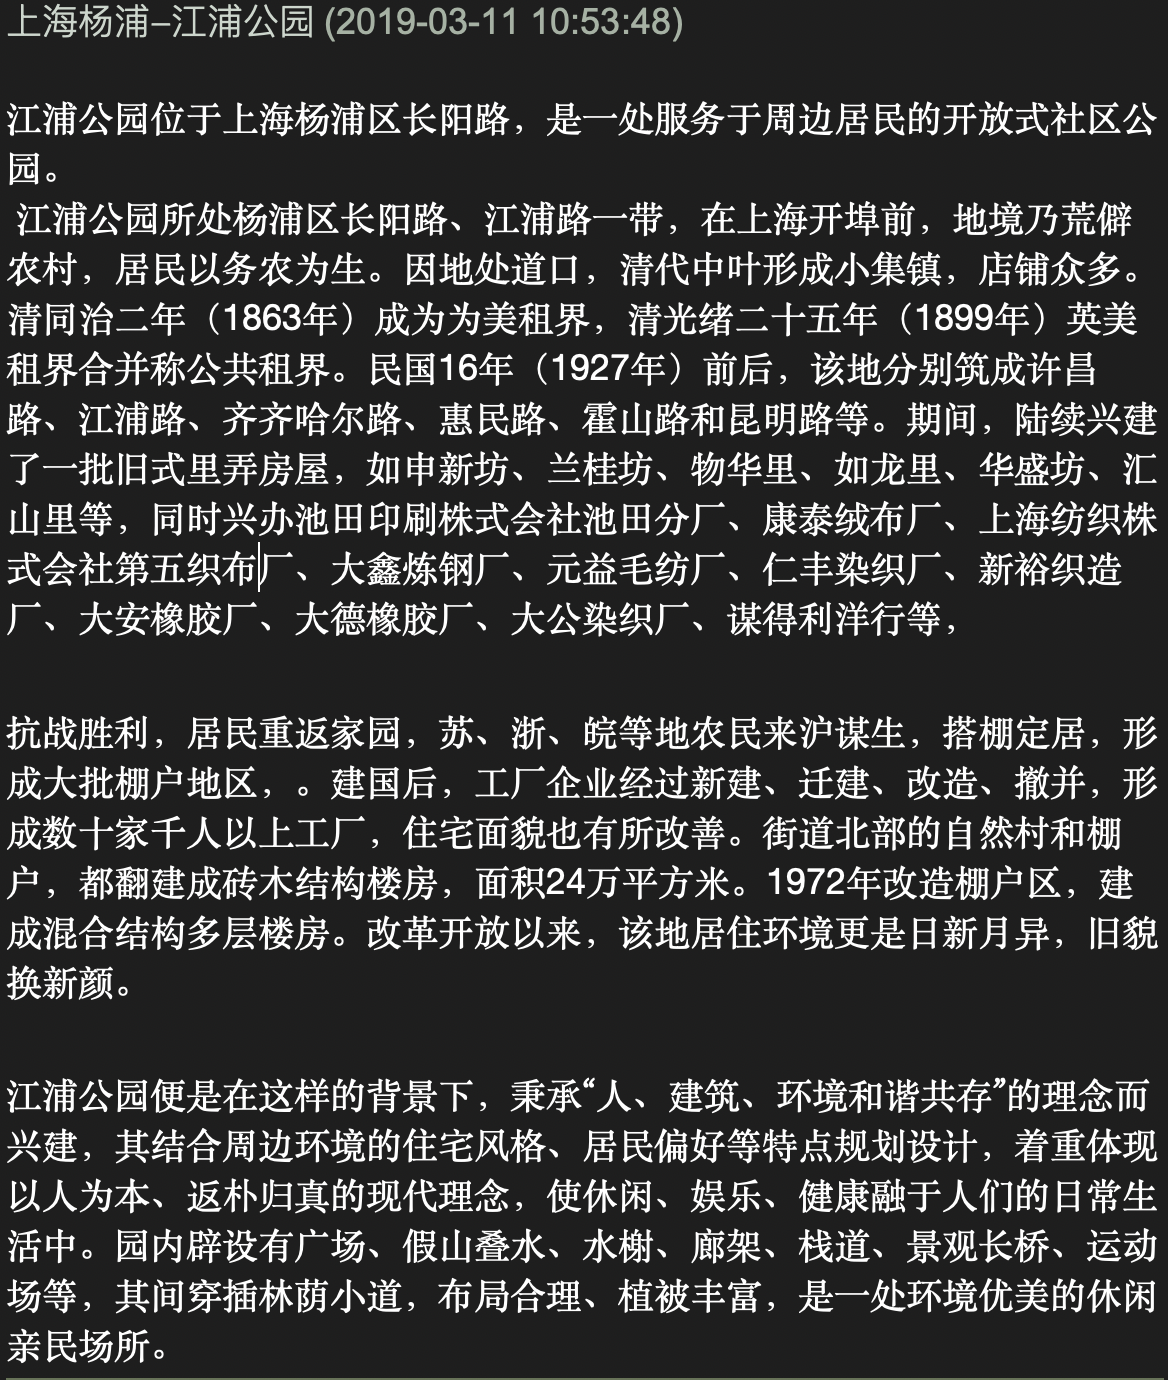 上海杨浦–江浦公园 (2019-03-11 10:53:48)
江浦公园位于上海杨浦区长阳路，是一处服务于周边居民的开放式社区公
园。
江浦公园所处杨浦区长阳路、江浦路一带，在上海开埠前，地境乃荒僻
农村，居民以务农为生。因地处道口，清代中叶形成小集镇，店铺众多。
清同治二年（1863年）成为为美租界，清光绪二十五年（1899年）英美
租界合并称公共租界。民国16年（1927年）前后，该地分别筑成许昌
路、江浦路、齐齐哈尔路、惠民路、霍山路和昆明路等。期间，陆续兴建
了一批旧式里弄房屋，如申新坊、兰桂坊、物华里、如龙里、华盛坊、汇
山里等，同时兴办池田印刷株式会社池田分厂、康泰绒布厂、上海纺织株
式会社第五织布厂、大鑫炼钢厂、元益毛纺厂、仁丰染织厂、新裕织造
厂、大安橡胶厂、大德橡胶厂、大公染织厂、谋得利洋行等，
抗战胜利，居民重返家园，苏、浙、皖等地农民来沪谋生，搭棚定居，形
成大批棚户地区，。建国后，工厂企业经过新建、迁建、改造、撤并，形
成数十家千人以上工厂，住宅面貌也有所改善。街道北部的自然村和棚
户，都翻建成砖木结构楼房，面积24万平方米。1972年改造棚户区，建
成混合结构多层楼房。改革开放以来，该地居住环境更是日新月异，旧貌
换新颜。
江浦公园便是在这样的背景下，秉承“人、建筑、环境和谐共存”的理念而
兴建，其结合周边环境的住宅风格、居民偏好等特点规划设计，着重体现
以人为本、返朴归真的现代理念，使休闲、娱乐、健康融于人们的日常生
活中。园内辟设有广场、假山叠水、水榭、廊架、栈道、景观长桥、运动
场等，其间穿插林荫小道，布局合理、植被丰富，是一处环境优美的休闲
亲民场所。